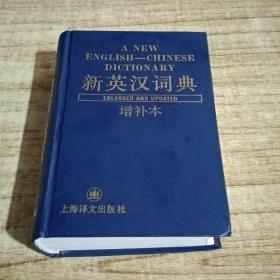 A NEW
ENGLISH—CHINESE
DICTIONARY
新英汉词典
ENLARGED AND UPDATED
增补本
上海译文出版社